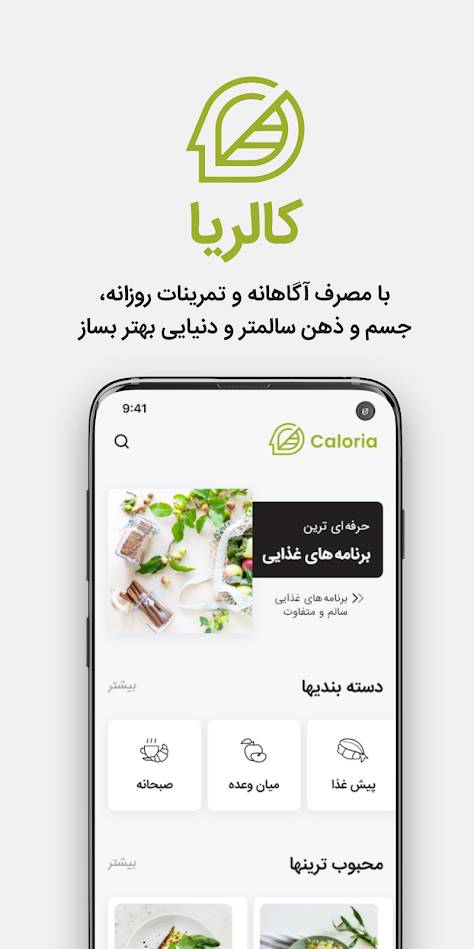 کالریا
با مصرف آگاهانه و تمرینات روزانه،
جسم و ذهن سالمتر و دنیایی بهتر بساز
9:41
Caloria
حرفه‌ای ترین
برنامه‌های غذایی
برنامه‌های غذایی
سالم و متفاوت
دسته بندیها
بیشتر
پیش غذا
میان وعده
صبحانه
محبوب ترینها
بیشتر